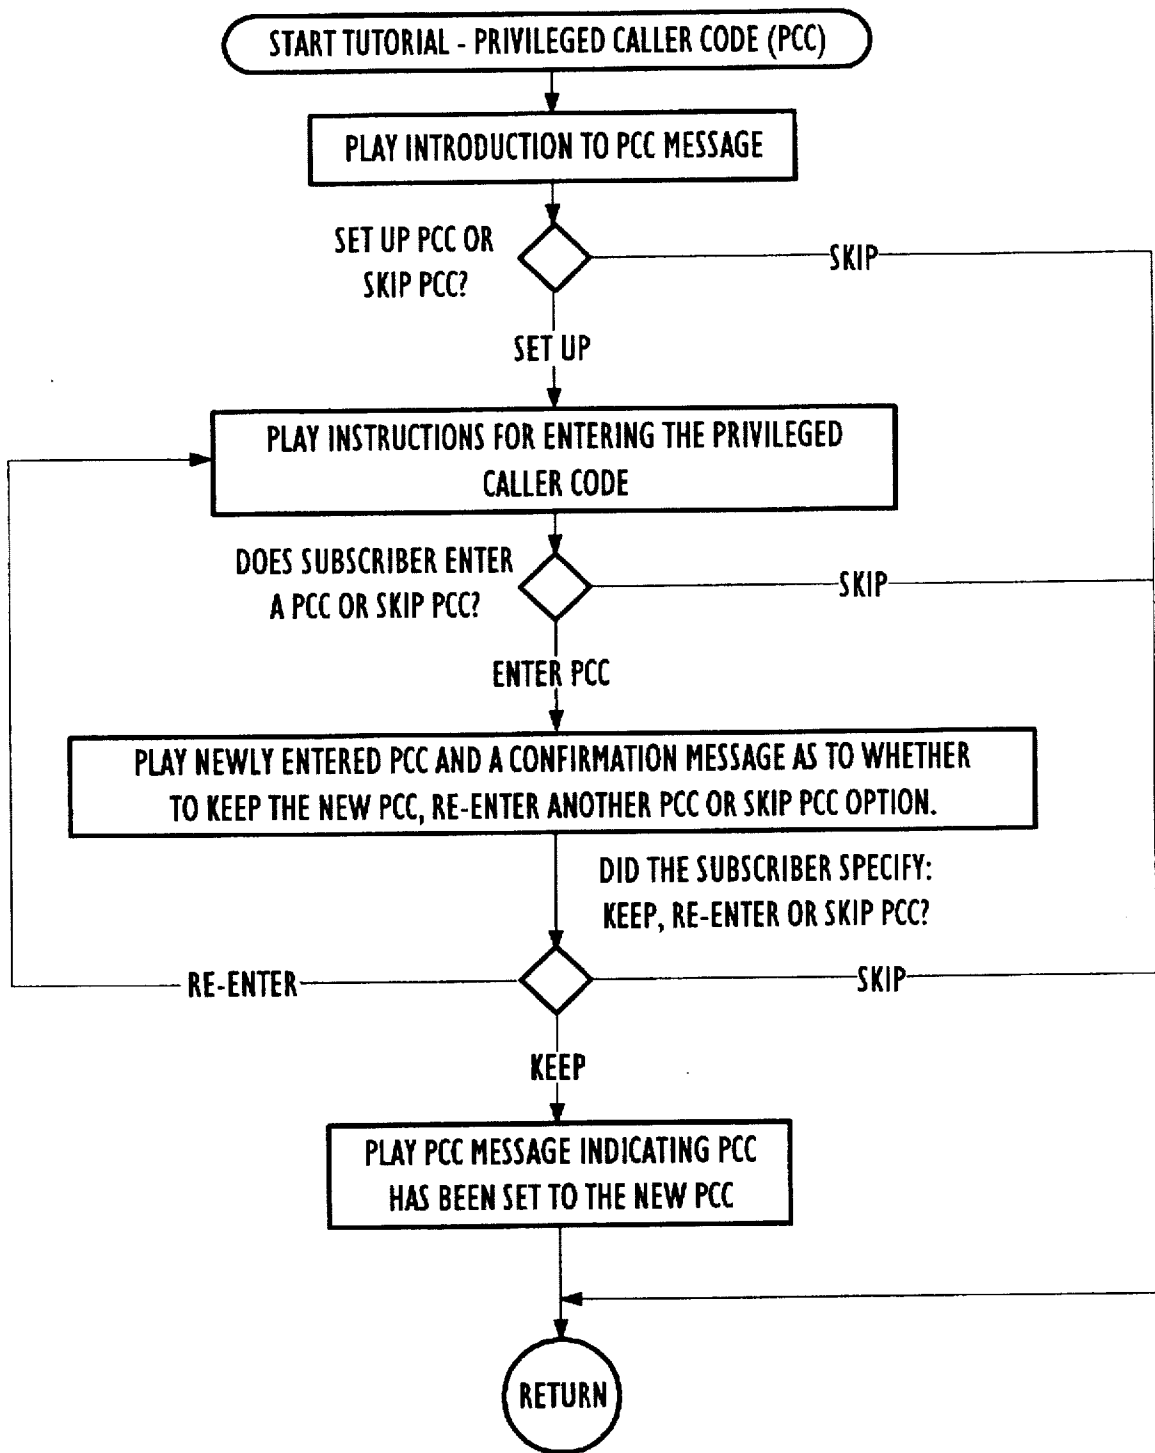 START TUTORIAL - PRIVILEGED CALLER CODE (PCC)
PLAY INTRODUCTION TO PCC MESSAGE
SET UP PCC OR
SKIP PCC?
SKIP
SET UP
PLAY INSTRUCTIONS FOR ENTERING THE PRIVILEGED
CALLER CODE
DOES SUBSCRIBER ENTER
A PCC OR SKIP PCC?
SKIP
ENTER PCC
PLAY NEWLY ENTERED PCC AND A CONFIRMATION MESSAGE AS TO WHETHER
TO KEEP THE NEW PCC, RE-ENTER ANOTHER PCC OR SKIP PCC OPTION.
DID THE SUBSCRIBER SPECIFY:
KEEP, RE-ENTER OR SKIP PCC?
RE-ENTER
SKIP
KEEP
PLAY PCC MESSAGE INDICATING PCC
HAS BEEN SET TO THE NEW PCC
RETURN